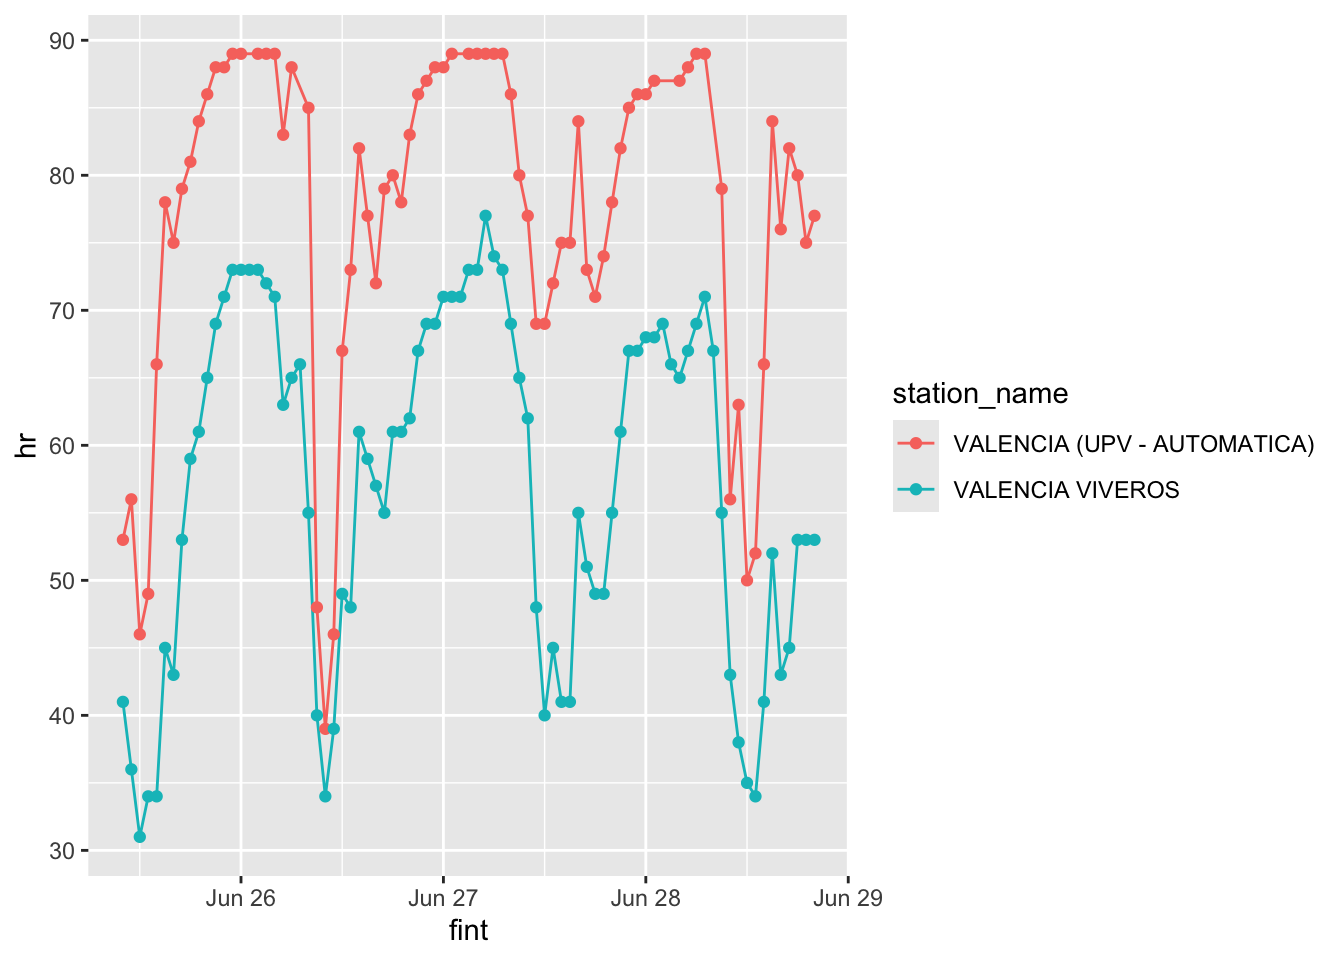 90
80
70
60
50
40
30
hr
Jun 26
Jun 27
Jun 28
Jun 29
fint
station_name
VALENCIA (UPV - AUTOMATICA)
VALENCIA VIVEROS